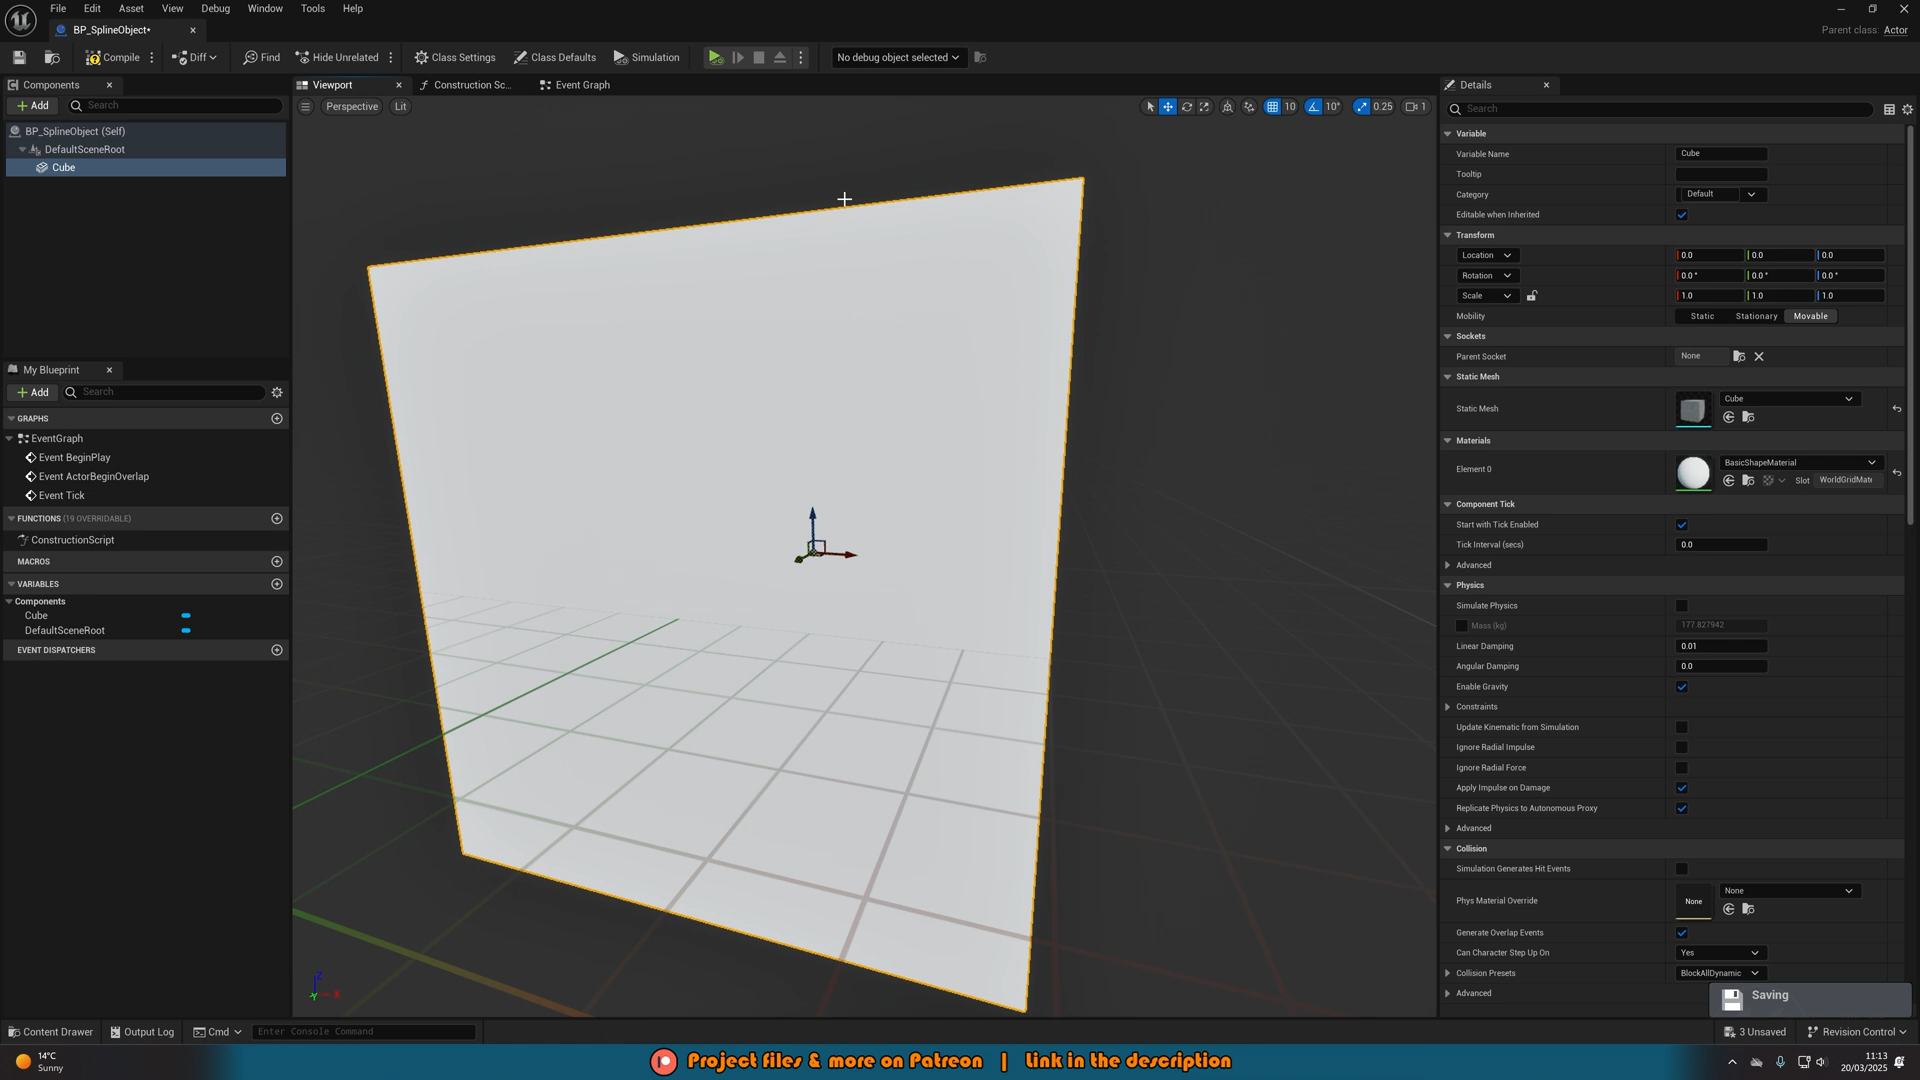 File Edit Asset View Debug Window Tools Help
BP_SplineObject*
Parent class: Actor
Compile Diff Find Hide Unrelated Class Settings Class Defaults Simulation No debug object selected
Components
Add Search
BP_SplineObject (Self)
DefaultSceneRoot
Cube
My Blueprint
Add Search
GRAPHS
EventGraph
Event BeginPlay
Event ActorBeginOverlap
Event Tick
FUNCTIONS (19 OVERRIDABLE)
ConstructionScript
MACROS
VARIABLES
Components
Cube
DefaultSceneRoot
EVENT DISPATCHERS
Viewport Construction Sc... Event Graph
Perspective Lit 10 10° 0.25 1
Z
X
Y
Details
Search
Variable
Variable Name Cube
Tooltip
Category Default
Editable when Inherited
Transform
Location 0.0 0.0 0.0
Rotation 0.0 ° 0.0 ° 0.0 °
Scale 1.0 1.0 1.0
Mobility Static Stationary Movable
Sockets
Parent Socket None
Static Mesh
Static Mesh Cube
Materials
Element 0 BasicShapeMaterial
Slot WorldGridMate
Component Tick
Start with Tick Enabled
Tick Interval (secs) 0.0
Advanced
Physics
Simulate Physics
Mass (kg) 177.827942
Linear Damping 0.01
Angular Damping 0.0
Enable Gravity
Constraints
Update Kinematic from Simulation
Ignore Radial Impulse
Ignore Radial Force
Apply Impulse on Damage
Replicate Physics to Autonomous Proxy
Advanced
Collision
Simulation Generates Hit Events
Phys Material Override None None
Generate Overlap Events
Can Character Step Up On Yes
Collision Presets BlockAllDynamic
Advanced
Saving
Content Drawer Output Log Cmd Enter Console Command 3 Unsaved Revision Control
14°C
Sunny
Project files & more on Patreon | Link in the description
11:13
20/03/2025